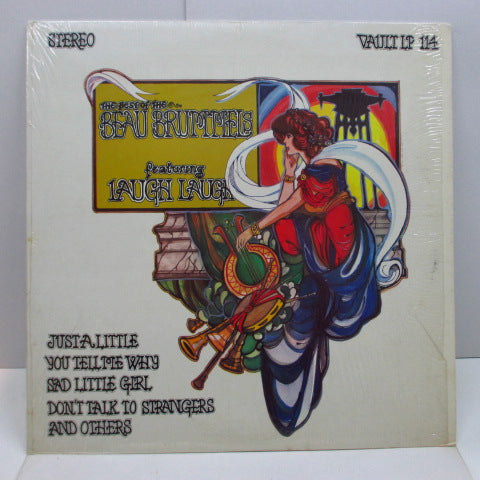 STEREO
VAULT LP 114
THE BEST OF THE
BEAU BRUMMELS
featuring
LAUGH LAUGH
JUST A LITTLE
YOU TELL ME WHY
SAD LITTLE GIRL
DON'T TALK TO STRANGERS
AND OTHERS